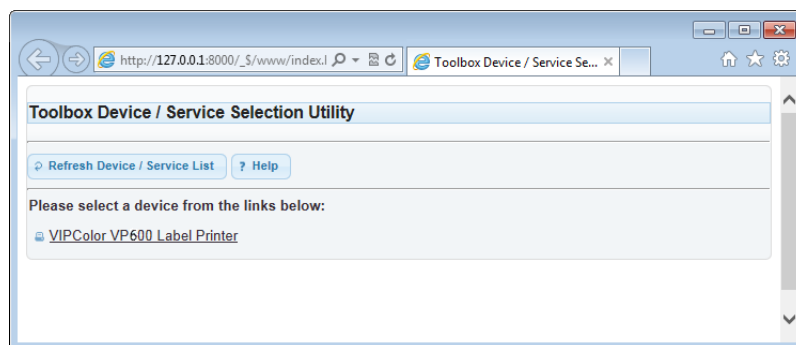 http://127.0.0.1:8000/_$/www/index.l
Toolbox Device / Service Se...
Toolbox Device / Service Selection Utility
Refresh Device / Service List
? Help
Please select a device from the links below:
VIPColor VP600 Label Printer